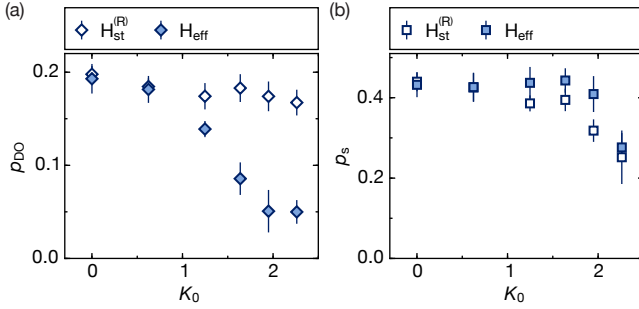 (a)
H_st^(R) H_eff
0.2
0.1
0.0
p_DO
0 1 2
K_0
(b)
H_st^(R) H_eff
0.4
0.2
0.0
p_s
0 1 2
K_0